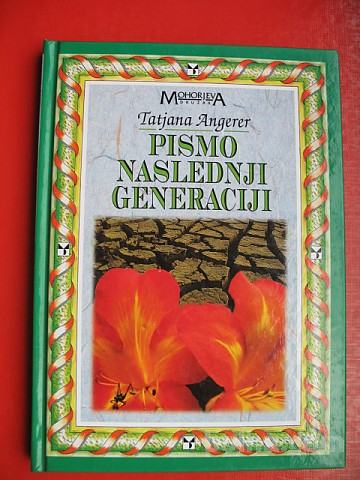 MOHORJEVA
DRUŽBA
Tatjana Angerer
PISMO
NASLEDNJI
GENERACIJI